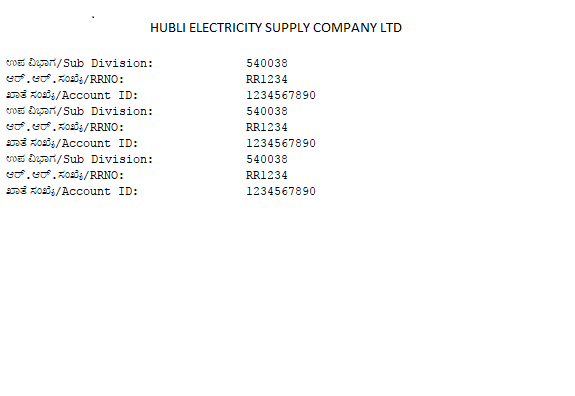 HUBLI ELECTRICITY SUPPLY COMPANY LTD
ಉಪ ವಿಭಾಗ/Sub Division: 540038
ಆರ್.ಆರ್.ಸಂಖ್ಯೆ/RRNO: RR1234
ಖಾತೆ ಸಂಖ್ಯೆ/Account ID: 1234567890
ಉಪ ವಿಭಾಗ/Sub Division: 540038
ಆರ್.ಆರ್.ಸಂಖ್ಯೆ/RRNO: RR1234
ಖಾತೆ ಸಂಖ್ಯೆ/Account ID: 1234567890
ಉಪ ವಿಭಾಗ/Sub Division: 540038
ಆರ್.ಆರ್.ಸಂಖ್ಯೆ/RRNO: RR1234
ಖಾತೆ ಸಂಖ್ಯೆ/Account ID: 1234567890